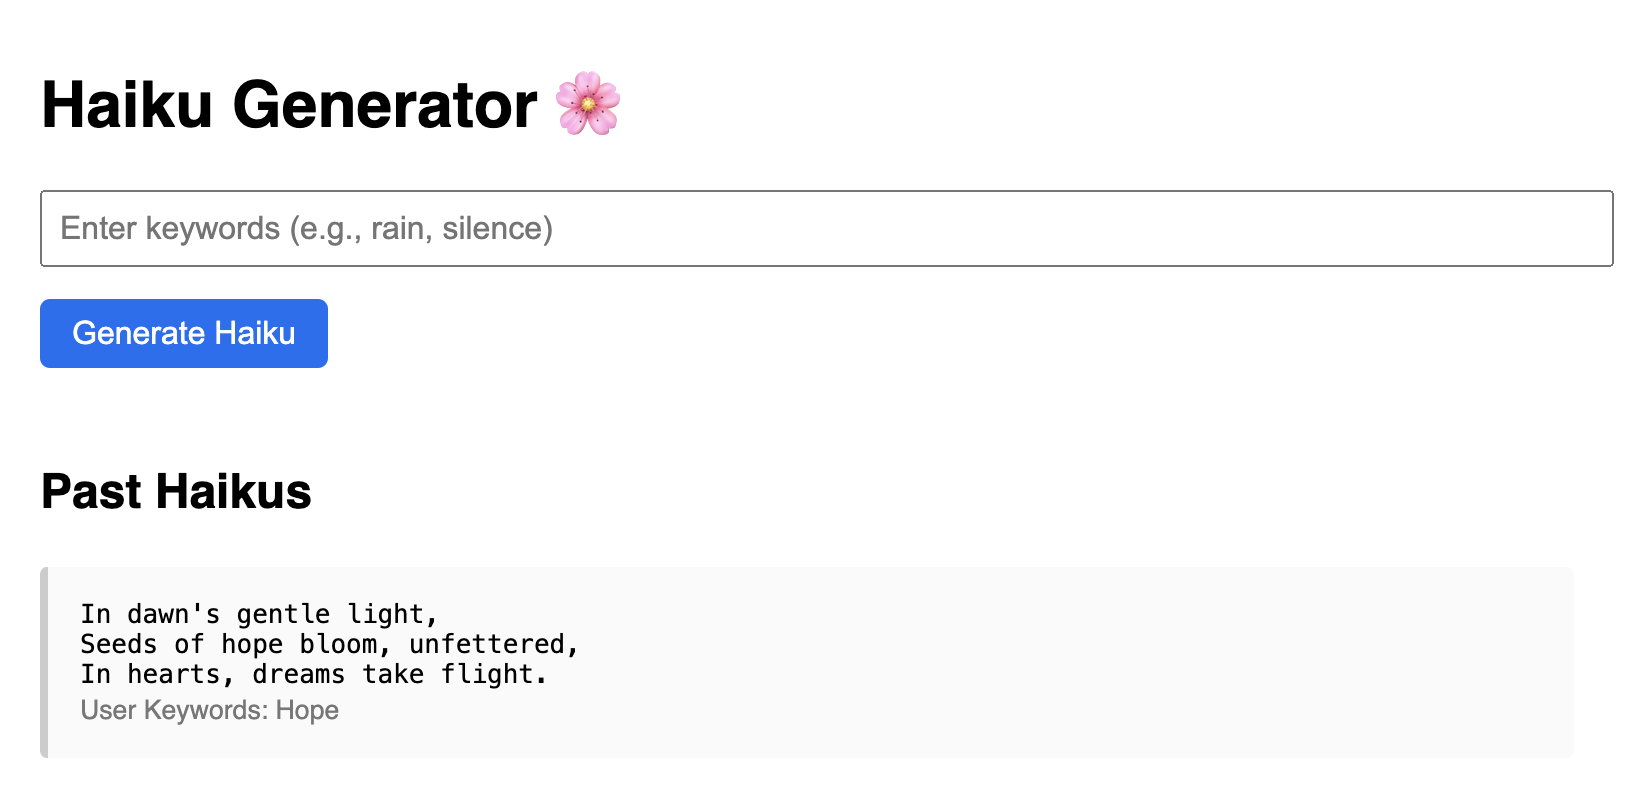 Haiku Generator 🌸
Enter keywords (e.g., rain, silence)
Generate Haiku
Past Haikus
In dawn's gentle light,
Seeds of hope bloom, unfettered,
In hearts, dreams take flight.
User Keywords: Hope